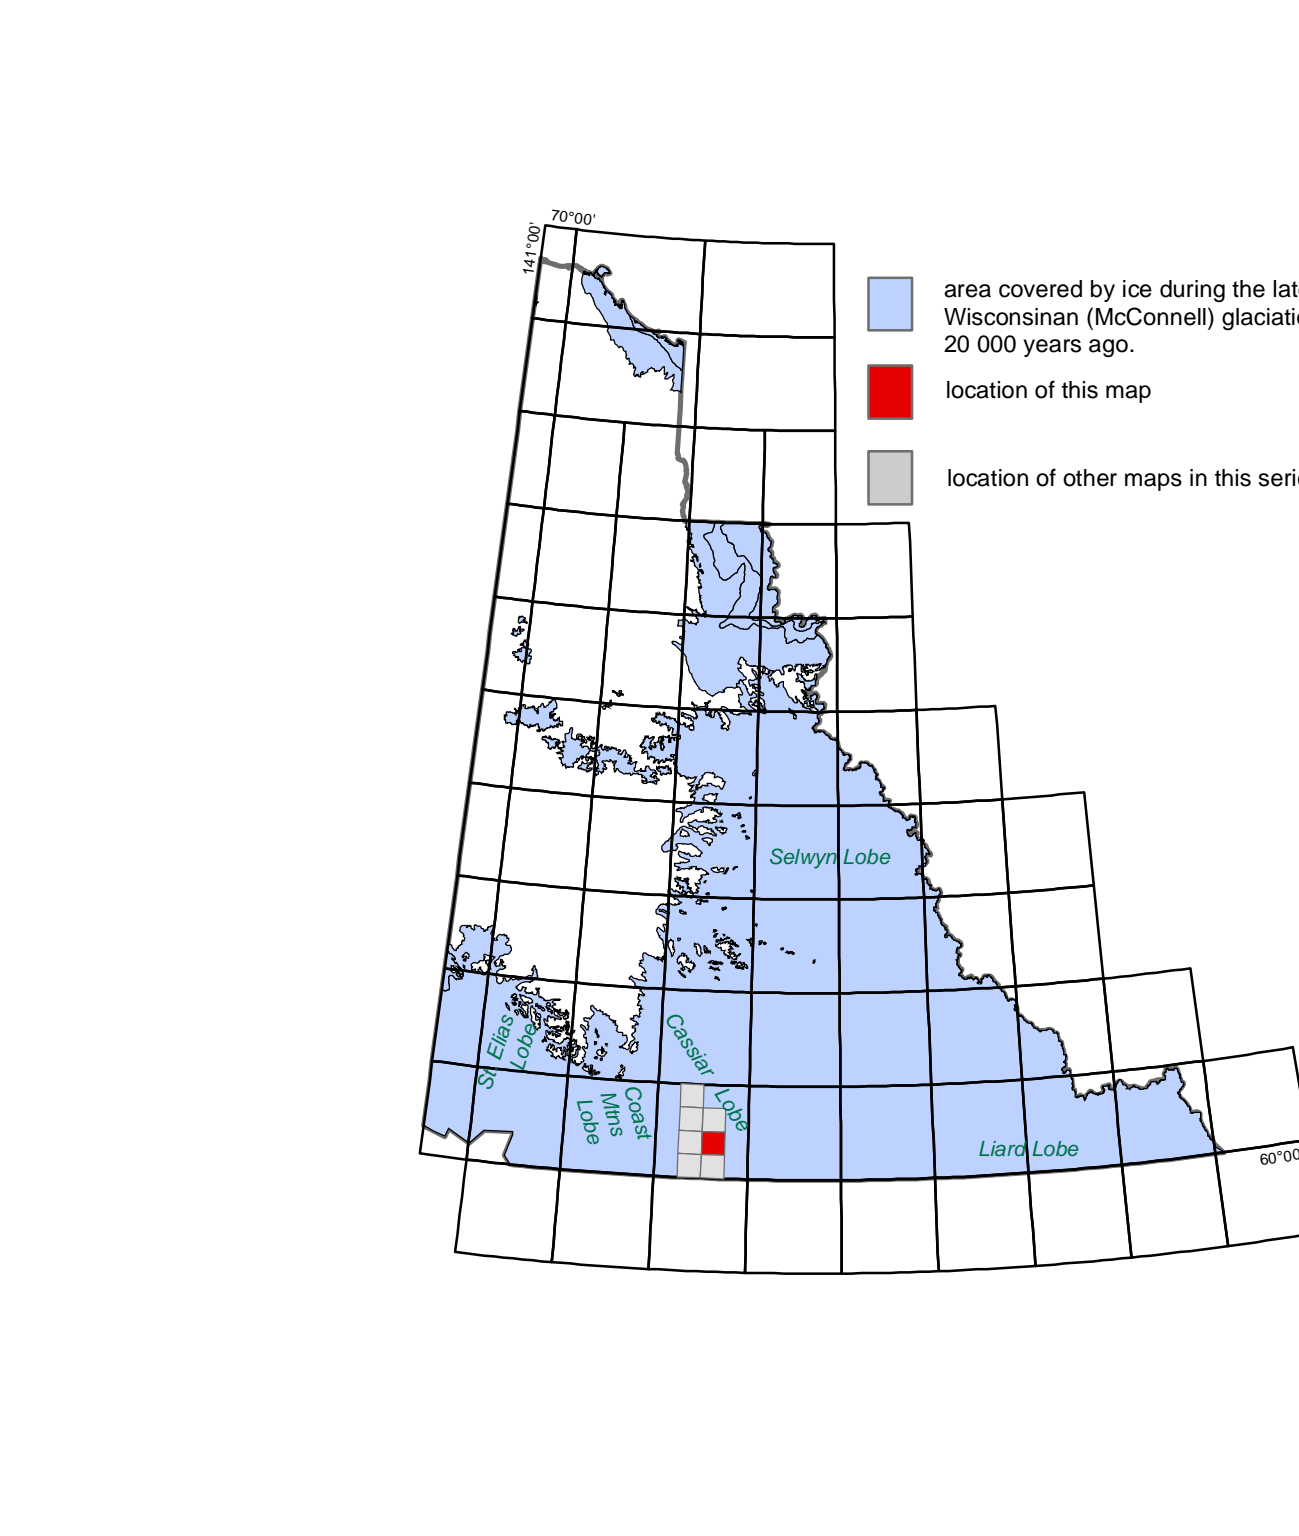 70°00'
141°00'
area covered by ice during the lat
Wisconsinan (McConnell) glaciati
20 000 years ago.
location of this map
location of other maps in this seri
Selwyn Lobe
St. Elias
Lobe
Cassiar
Lobe
Coast
Mtns
Lobe
Liard Lobe
60°00